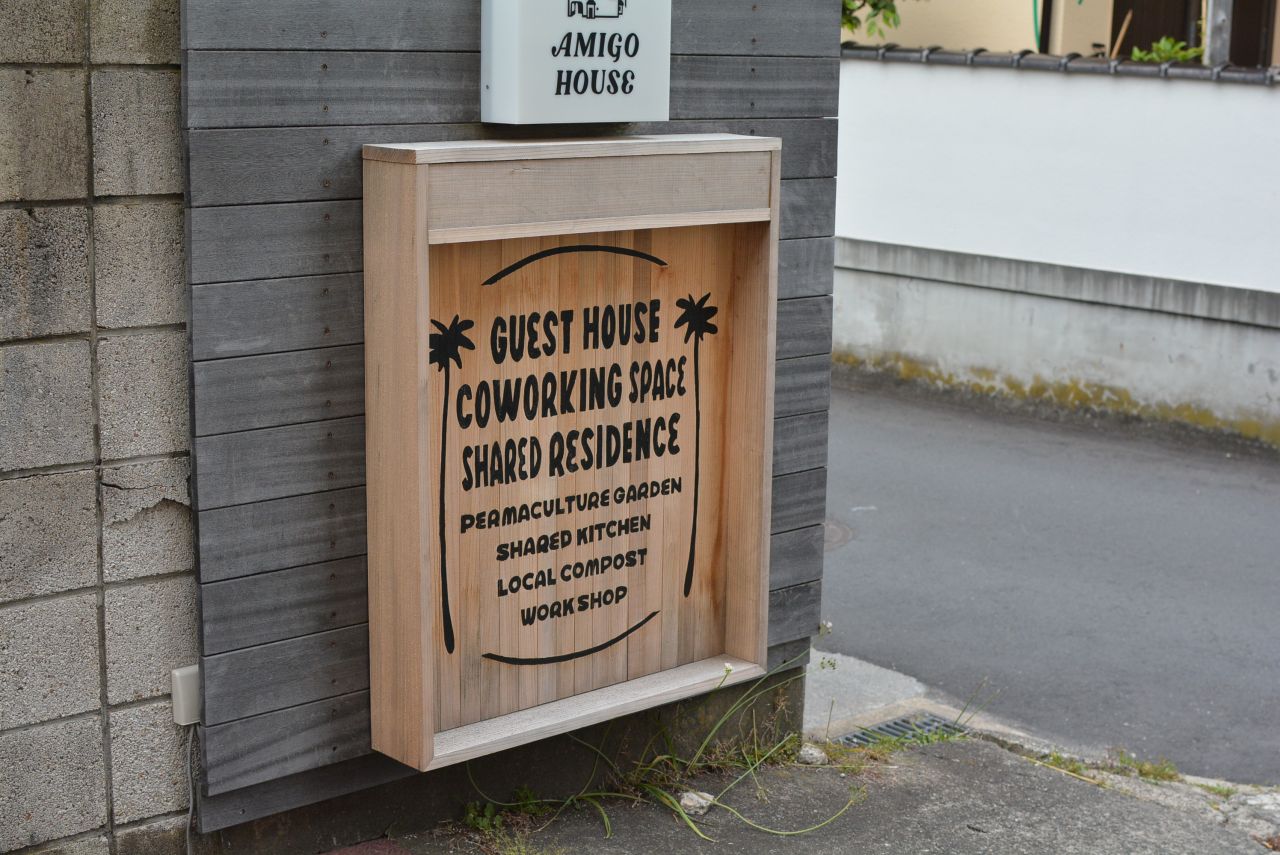 AMIGO
HOUSE
GUEST HOUSE
COWORKING SPACE
SHARED RESIDENCE
PERMACULTURE GARDEN
SHARED KITCHEN
LOCAL COMPOST
WORKSHOP